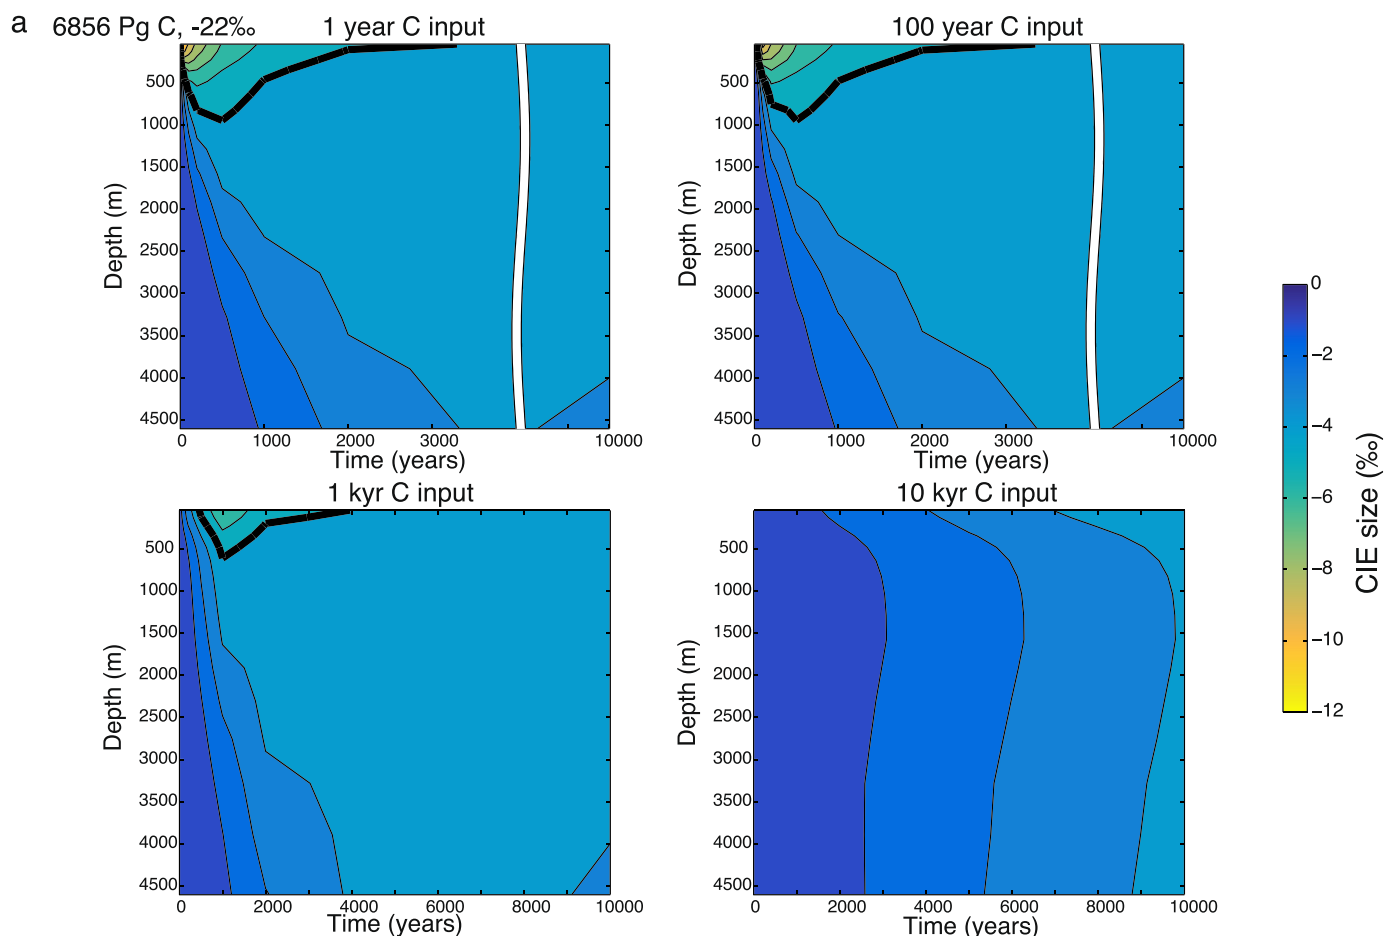 a 6856 Pg C, -22‰
1 year C input
100 year C input
500
1000
1500
2000
2500
3000
3500
4000
4500
Depth (m)
0 1000 2000 3000 10000
Time (years)
500
1000
1500
2000
2500
3000
3500
4000
4500
Depth (m)
0 1000 2000 3000 10000
Time (years)
1 kyr C input
10 kyr C input
500
1000
1500
2000
2500
3000
3500
4000
4500
Depth (m)
0 2000 4000 6000 8000 10000
Time (years)
500
1000
1500
2000
2500
3000
3500
4000
4500
Depth (m)
0 2000 4000 6000 8000 10000
Time (years)
0
−2
−4
−6
−8
−10
−12
CIE size (‰)